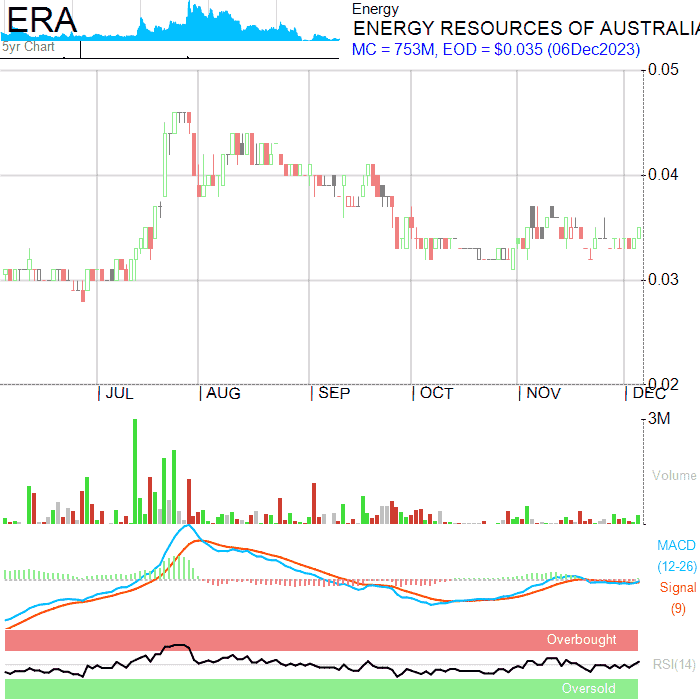 ERA
5yr Chart
Energy
ENERGY RESOURCES OF AUSTRALIA
MC = 753M, EOD = $0.035 (06Dec2023)
0.05
0.04
0.03
0.02
JUL
AUG
SEP
OCT
NOV
DEC
3M
Volume
MACD
(12-26)
Signal
(9)
Overbought
RSI(14)
Oversold